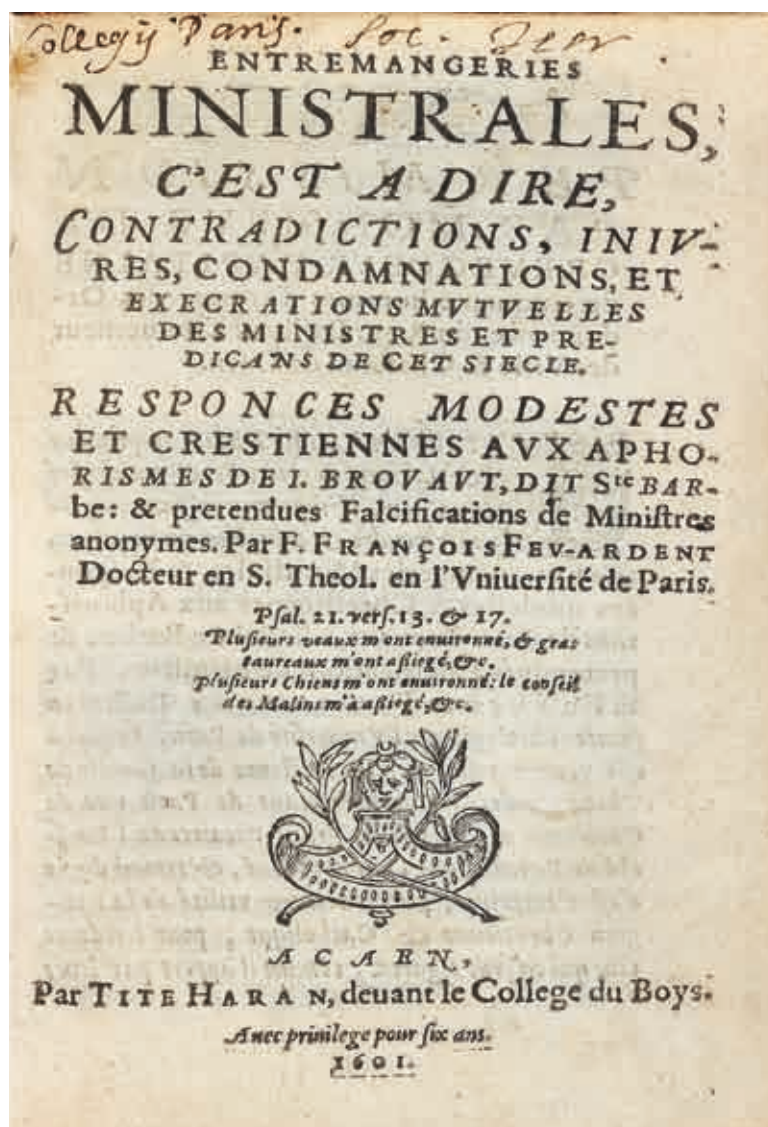 Collegij Paris. Soc. Jesu
ENTREMANGERIES
MINISTRALES,
C'EST A DIRE,
CONTRADICTIONS, INIV-
RES, CONDAMNATIONS, ET
EXECRATIONS MVTVELLES
DES MINISTRES ET PRE-
DICANS DE CET SIECLE.
RESPONCES MODESTES
ET CRESTIENNES AVX APHO-
RISMES DE I. BROVAVT, DIT Ste BAR-
be: & pretendues Falcifications de Miniſtres
anonymes. Par F. FRANÇOIS FEV-ARDENT
Docteur en S. Theol. en l'Vniuerſité de Paris.
Pſal. 21. verſ. 13. & 17.
Pluſieurs veaux m'ont enuironné, & gras
taureaux m'ont aſiegé, &c.
Pluſieurs Chiens m'ont enuironné: le conſeil
des Malins m'à aſiegé, &c.
A CAEN,
Par TITE HARAN, deuant le College du Boys.
Auec priuilege pour ſix ans.
1601.